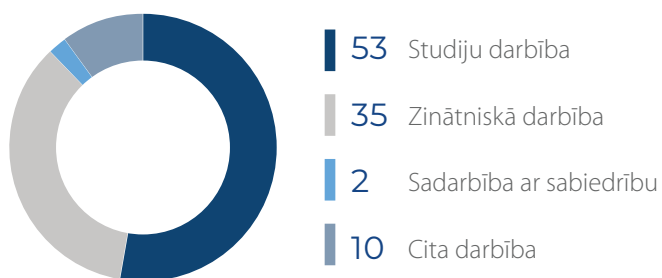 53 Studiju darbība
35 Zinātniskā darbība
2 Sadarbība ar sabiedrību
10 Cita darbība